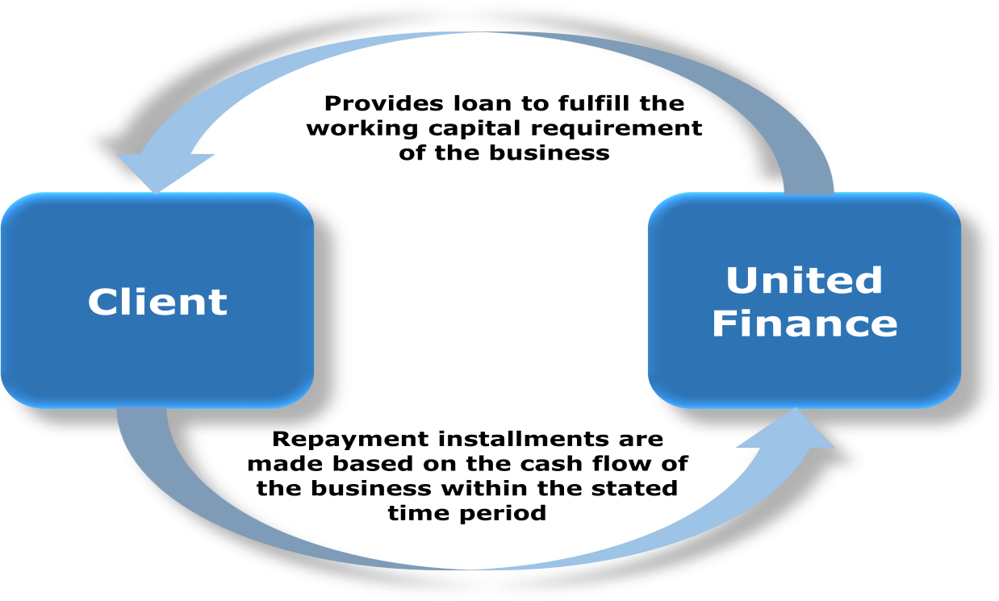 Provides loan to fulfill the
working capital requirement
of the business
Client
United
Finance
Repayment installments are
made based on the cash flow of
the business within the stated
time period